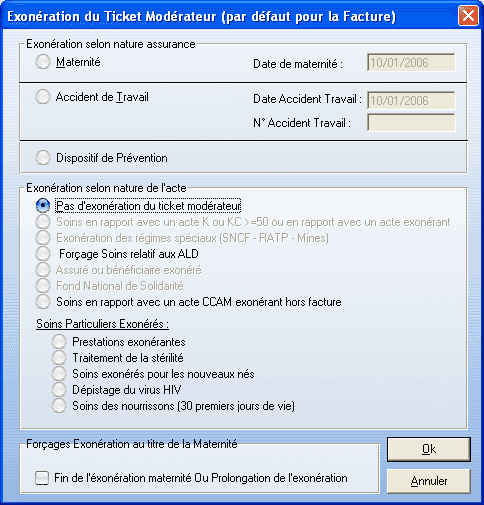 Exonération du Ticket Modérateur (par défaut pour la Facture)
Exonération selon nature assurance
Maternité Date de maternité : 10/01/2006
Accident de Travail Date Accident Travail : 10/01/2006
N° Accident Travail :
Dispositif de Prévention
Exonération selon nature de l'acte
Pas d'exonération du ticket modérateur
Soins en rapport avec un acte K ou KC >=50 ou en rapport avec un acte exonérant
Exonération des régimes spéciaux (SNCF - RATP - Mines)
Forçage Soins relatif aux ALD
Assuré ou bénéficiaire exonéré
Fond National de Solidarité
Soins en rapport avec un acte CCAM exonérant hors facture
Soins Particuliers Exonérés :
Prestations exonérantes
Traitement de la stérilité
Soins exonérés pour les nouveaux nés
Dépistage du virus HIV
Soins des nourrissons (30 premiers jours de vie)
Forçages Exonération au titre de la Maternité
Fin de l'éxonération maternité Ou Prolongation de l'exonération
Ok
Annuler